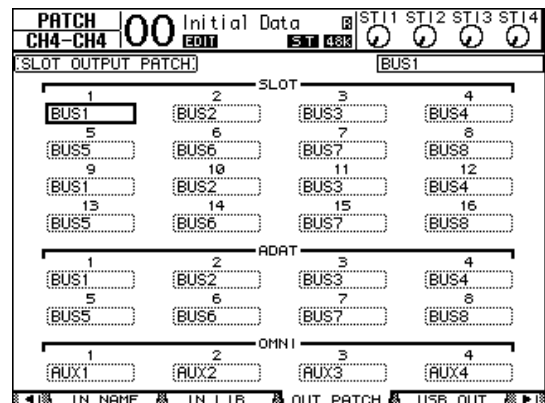 PATCH 00 Initial Data ST1 ST2 ST3 ST4
CH4-CH4 EDIT ST 48k
SLOT OUTPUT PATCH BUS1
SLOT
1 2 3 4
BUS1 BUS2 BUS3 BUS4
5 6 7 8
BUS5 BUS6 BUS7 BUS8
9 10 11 12
BUS1 BUS2 BUS3 BUS4
13 14 15 16
BUS5 BUS6 BUS7 BUS8
ADAT
1 2 3 4
BUS1 BUS2 BUS3 BUS4
5 6 7 8
BUS5 BUS6 BUS7 BUS8
OMNI
1 2 3 4
AUX1 AUX2 AUX3 AUX4
IN NAME IN LIB OUT PATCH USB OUT